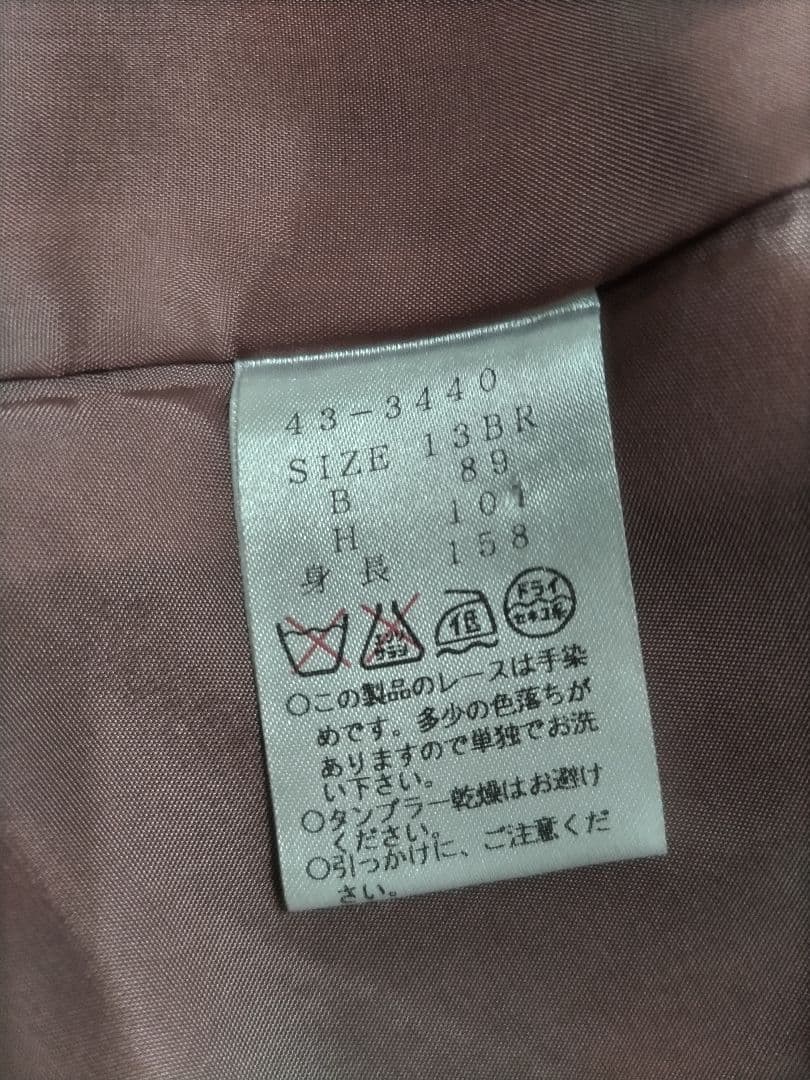 43-3440
SIZE 13BR
B 89
H 101
身長 158
低 ドライ セキユ系
○この製品のレースは手染
めです。多少の色落ちが
ありますので単独でお洗
い下さい。
○タンブラー乾燥はお避け
ください。
○引っかけに、ご注意くだ
さい。